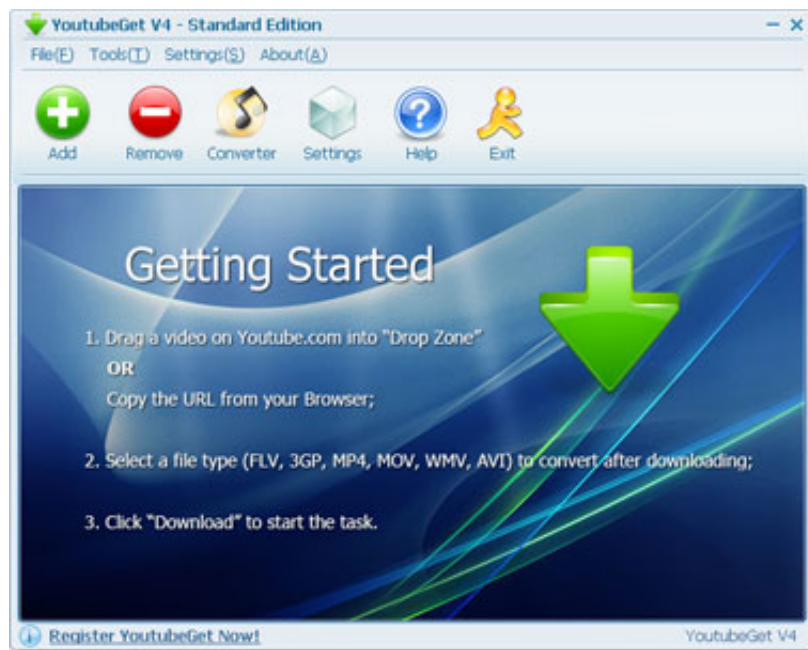 YoutubeGet V4 - Standard Edition
File(F) Tools(T) Settings(S) About(A)
Add Remove Converter Settings Help Exit
Getting Started
1. Drag a video on Youtube.com into "Drop Zone"
OR
Copy the URL from your Browser;
2. Select a file type (FLV, 3GP, MP4, MOV, WMV, AVI) to convert after downloading;
3. Click "Download" to start the task.
Register YoutubeGet Now! YoutubeGet V4